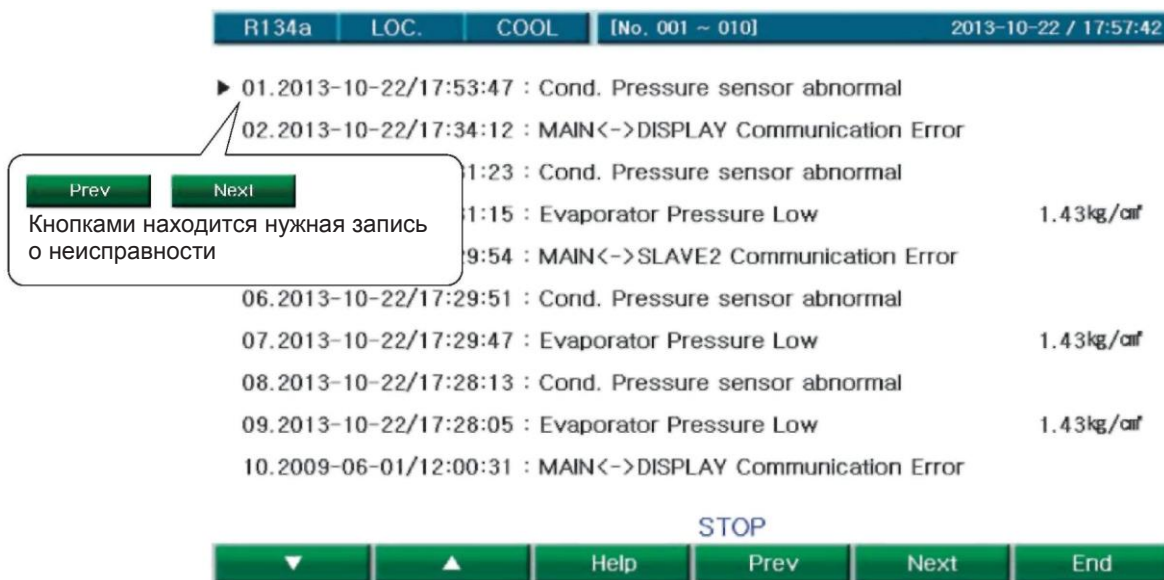 R134a LOC. COOL [No. 001 ~ 010] 2013-10-22 / 17:57:42
▶ 01.2013-10-22/17:53:47 : Cond. Pressure sensor abnormal
02.2013-10-22/17:34:12 : MAIN<->DISPLAY Communication Error
1:23 : Cond. Pressure sensor abnormal
1:15 : Evaporator Pressure Low 1.43kg/㎠
9:54 : MAIN<->SLAVE2 Communication Error
Prev Next
Кнопками находится нужная запись
о неисправности
06.2013-10-22/17:29:51 : Cond. Pressure sensor abnormal
07.2013-10-22/17:29:47 : Evaporator Pressure Low 1.43kg/㎠
08.2013-10-22/17:28:13 : Cond. Pressure sensor abnormal
09.2013-10-22/17:28:05 : Evaporator Pressure Low 1.43kg/㎠
10.2009-06-01/12:00:31 : MAIN<->DISPLAY Communication Error
STOP
▼ ▲ Help Prev Next End